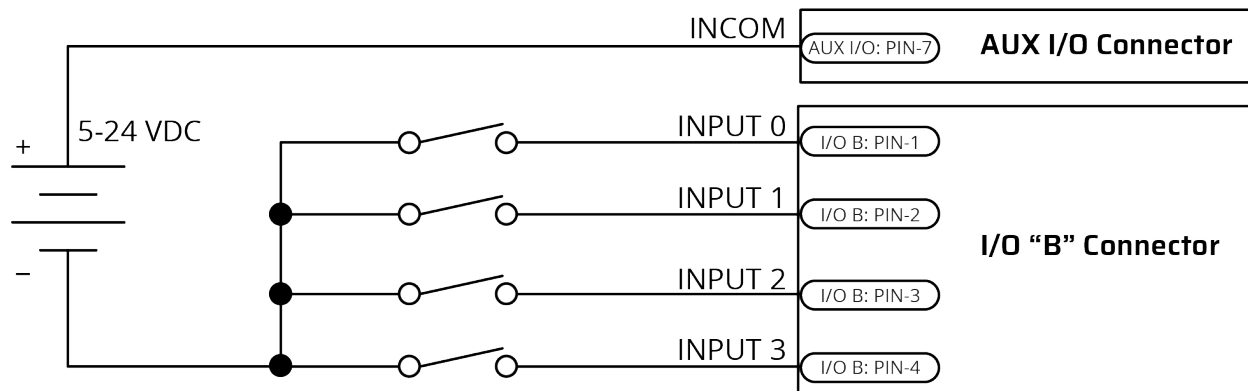 INCOM
AUX I/O: PIN-7
AUX I/O Connector
5-24 VDC
+
−
INPUT 0
I/O B: PIN-1
INPUT 1
I/O B: PIN-2
I/O “B” Connector
INPUT 2
I/O B: PIN-3
INPUT 3
I/O B: PIN-4